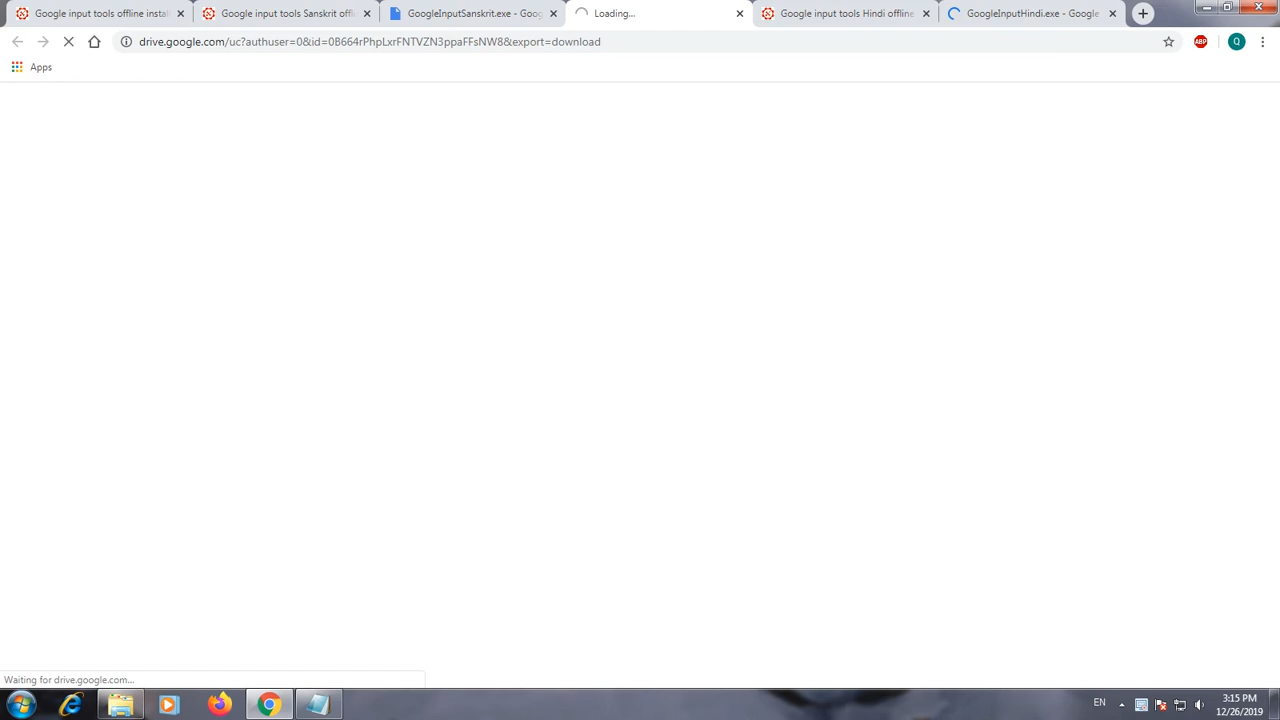 Google input tools offline instal
Google input tools Sanskrit offl
GoogleInputSanskrit.exe - Goo
Loading...
Google input tools Hindi offline
GoogleInputHindi.exe - Google
drive.google.com/uc?authuser=0&id=0B664rPhpLxrFNTVZN3ppaFFsNW8&export=download
ABP
Q
Apps
Waiting for drive.google.com...
EN
3:15 PM
12/26/2019